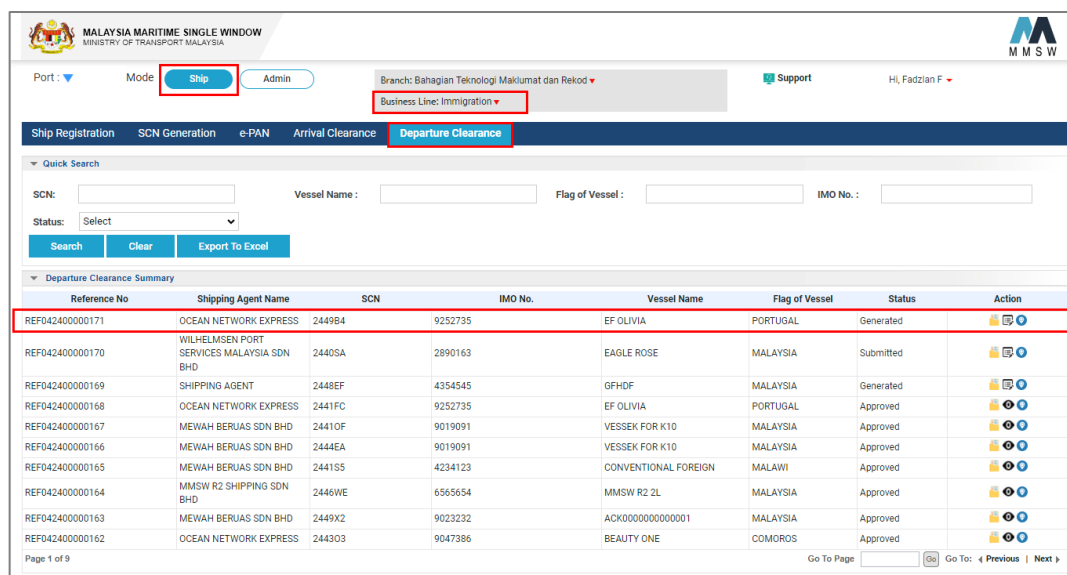 MALAYSIA MARITIME SINGLE WINDOW
MINISTRY OF TRANSPORT MALAYSIA
MMSW
Port : Mode Ship Admin Branch: Bahagian Teknologi Maklumat dan Rekod Support Hi, Fadzlan F
Business Line: Immigration
Ship Registration SCN Generation e-PAN Arrival Clearance Departure Clearance
Quick Search
SCN: Vessel Name : Flag of Vessel : IMO No. :
Status: Select
Search Clear Export To Excel
Departure Clearance Summary
Reference No Shipping Agent Name SCN IMO No. Vessel Name Flag of Vessel Status Action
REF042400000171 OCEAN NETWORK EXPRESS 2449B4 9252735 EF OLIVIA PORTUGAL Generated
REF042400000170 WILHELMSEN PORT SERVICES MALAYSIA SDN BHD 2440SA 2890163 EAGLE ROSE MALAYSIA Submitted
REF042400000169 SHIPPING AGENT 2448EF 4354545 GFHDF MALAYSIA Generated
REF042400000168 OCEAN NETWORK EXPRESS 2441FC 9252735 EF OLIVIA PORTUGAL Approved
REF042400000167 MEWAH BERUAS SDN BHD 2441OF 9019091 VESSEK FOR K10 MALAYSIA Approved
REF042400000166 MEWAH BERUAS SDN BHD 2444EA 9019091 VESSEK FOR K10 MALAYSIA Approved
REF042400000165 MEWAH BERUAS SDN BHD 2441S5 4234123 CONVENTIONAL FOREIGN MALAWI Approved
REF042400000164 MMSW R2 SHIPPING SDN BHD 2446WE 6565654 MMSW R2 2L MALAYSIA Approved
REF042400000163 MEWAH BERUAS SDN BHD 2449X2 9023232 ACK0000000000001 MALAYSIA Approved
REF042400000162 OCEAN NETWORK EXPRESS 244303 9047386 BEAUTY ONE COMOROS Approved
Page 1 of 9 Go To Page Go Go To: Previous | Next